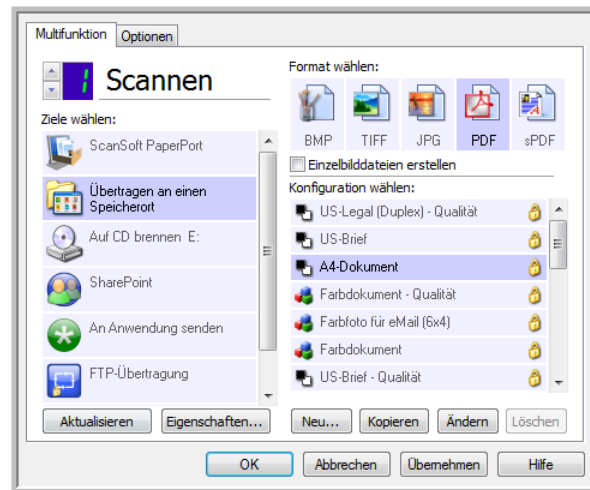 Multifunktion
Optionen
1 Scannen
Ziele wählen:
ScanSoft PaperPort
Übertragen an einen
Speicherort
Auf CD brennen E:
SharePoint
An Anwendung senden
FTP-Übertragung
Aktualisieren
Eigenschaften...
Format wählen:
BMP TIFF JPG PDF sPDF
Einzelbilddateien erstellen
Konfiguration wählen:
US-Legal (Duplex) - Qualität
US-Brief
A4-Dokument
Farbdokument - Qualität
Farbfoto für eMail (6x4)
Farbdokument
US-Brief - Qualität
Neu... Kopieren Ändern Löschen
OK Abbrechen Übernehmen Hilfe